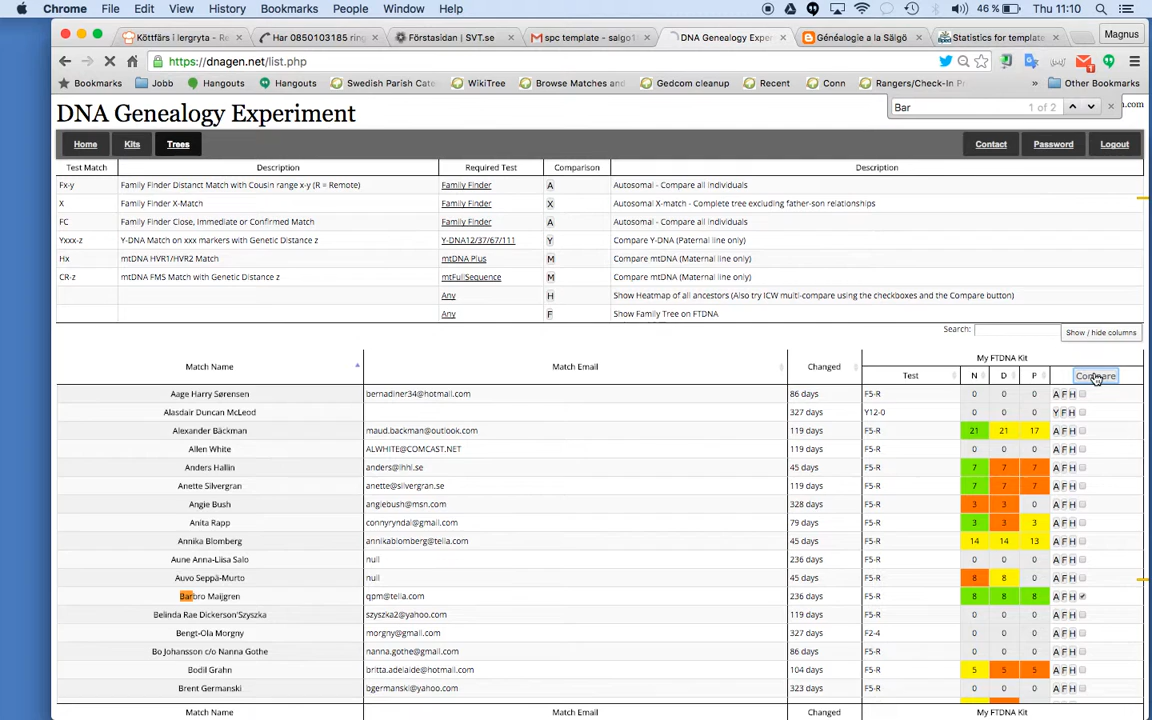 Chrome File Edit View History Bookmarks People Window Help 46 % Thu 11:10
Köttfärs i lergryta - Re Har 0850103185 ring Förstasidan | SVT.se spc template - salgo1 DNA Genealogy Exper Généalogie a la Sälgö Statistics for template Magnus
https://dnagen.net/list.php
Bookmarks Jobb Hangouts Hangouts Swedish Parish Cate WikiTree Browse Matches and Gedcom cleanup Recent Conn Rangers/Check-In Pr » Other Bookmarks
Bar 1 of 2
DNA Genealogy Experiment
Home Kits Trees Contact Password Logout
Test Match Description Required Test Comparison Description
Fx-y Family Finder Distanct Match with Cousin range x-y (R = Remote) Family Finder A Autosomal - Compare all individuals
X Family Finder X-Match Family Finder X Autosomal X-match - Complete tree excluding father-son relationships
FC Family Finder Close, Immediate or Confirmed Match Family Finder A Autosomal - Compare all individuals
Yxxx-z Y-DNA Match on xxx markers with Genetic Distance z Y-DNA12/37/67/111 Y Compare Y-DNA (Paternal line only)
Hx mtDNA HVR1/HVR2 Match mtDNA Plus M Compare mtDNA (Maternal line only)
CR-z mtDNA FMS Match with Genetic Distance z mtFullSequence M Compare mtDNA (Maternal line only)
Any H Show Heatmap of all ancestors (Also try ICW multi-compare using the checkboxes and the Compare button)
Any F Show Family Tree on FTDNA
Search: Show / hide columns
My FTDNA Kit
Match Name Match Email Changed
Test N D P Compare
Aage Harry Sørensen bernadiner34@hotmail.com 86 days F5-R 0 0 0 A F H
Alasdair Duncan McLeod 327 days Y12-0 0 0 0 Y F H
Alexander Bäckman maud.backman@outlook.com 119 days F5-R 21 21 17 A F H
Allen White ALWHITE@COMCAST.NET 119 days F5-R 0 0 0 A F H
Anders Hallin anders@lhhl.se 45 days F5-R 7 7 7 A F H
Anette Silvergran anette@silvergran.se 119 days F5-R 7 7 7 A F H
Angie Bush angiebush@msn.com 328 days F5-R 3 3 0 A F H
Anita Rapp connyryndal@gmail.com 79 days F5-R 3 3 3 A F H
Annika Blomberg annikablomberg@telia.com 45 days F5-R 14 14 13 A F H
Aune Anna-Liisa Salo null 236 days F5-R 0 0 0 A F H
Auvo Seppä-Murto null 45 days F5-R 8 8 0 A F H
Barbro Maijgren qpm@telia.com 236 days F5-R 8 8 8 A F H
Belinda Rae Dickerson'Szyszka szyszka2@yahoo.com 119 days F5-R 0 0 0 A F H
Bengt-Ola Morgny morgny@gmail.com 327 days F2-4 0 0 0 A F H
Bo Johansson c/o Nanna Gothe nanna.gothe@gmail.com 86 days F5-R 0 0 0 A F H
Bodil Grahn britta.adelaide@hotmail.com 104 days F5-R 5 5 5 A F H
Brent Germanski bgermanski@yahoo.com 323 days F5-R 0 0 0 A F H
Match Name Match Email Changed My FTDNA Kit